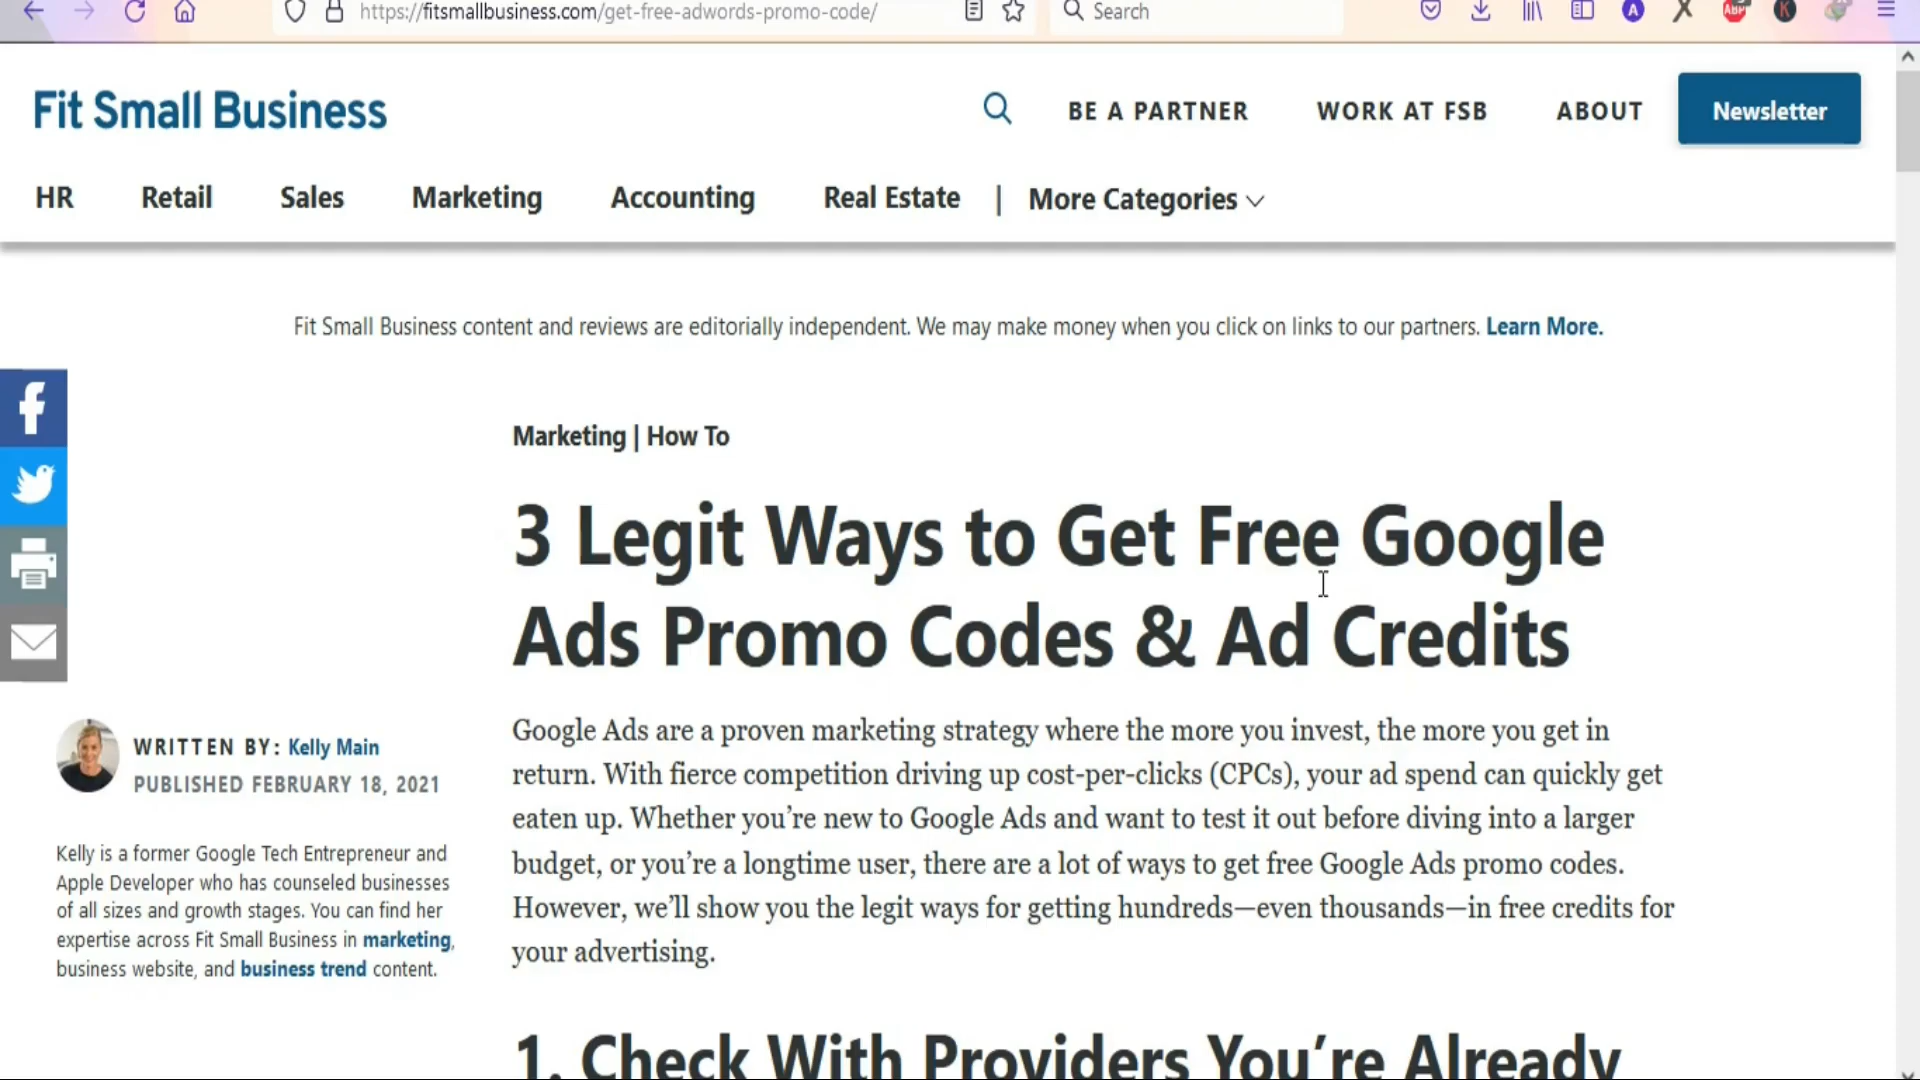 https://fitsmallbusiness.com/get-free-adwords-promo-code/
Search
A
ABP
K
Fit Small Business
BE A PARTNER
WORK AT FSB
ABOUT
Newsletter
HR
Retail
Sales
Marketing
Accounting
Real Estate
|
More Categories
Fit Small Business content and reviews are editorially independent. We may make money when you click on links to our partners. Learn More.
Marketing | How To
3 Legit Ways to Get Free Google
Ads Promo Codes & Ad Credits
WRITTEN BY: Kelly Main
PUBLISHED FEBRUARY 18, 2021
Kelly is a former Google Tech Entrepreneur and
Apple Developer who has counseled businesses
of all sizes and growth stages. You can find her
expertise across Fit Small Business in marketing,
business website, and business trend content.
Google Ads are a proven marketing strategy where the more you invest, the more you get in
return. With fierce competition driving up cost-per-clicks (CPCs), your ad spend can quickly get
eaten up. Whether you’re new to Google Ads and want to test it out before diving into a larger
budget, or you’re a longtime user, there are a lot of ways to get free Google Ads promo codes.
However, we’ll show you the legit ways for getting hundreds—even thousands—in free credits for
your advertising.
1. Check With Providers You’re Already